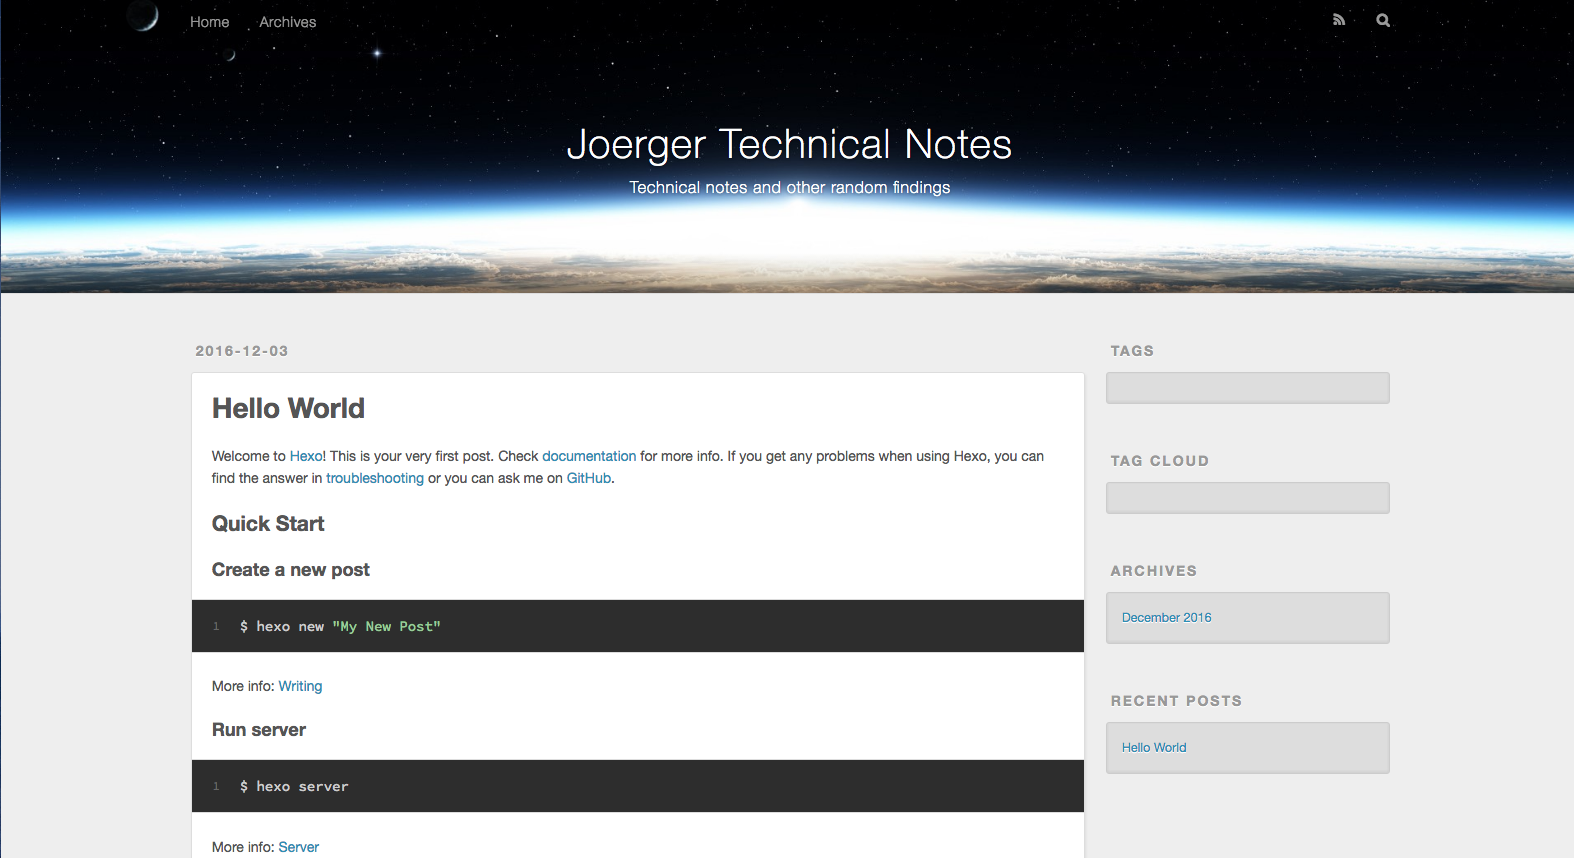 Home Archives
Joerger Technical Notes
Technical notes and other random findings
2016-12-03
Hello World
Welcome to Hexo! This is your very first post. Check documentation for more info. If you get any problems when using Hexo, you can
find the answer in troubleshooting or you can ask me on GitHub.
Quick Start
Create a new post
1 $ hexo new "My New Post"
More info: Writing
Run server
1 $ hexo server
More info: Server
TAGS
TAG CLOUD
ARCHIVES
December 2016
RECENT POSTS
Hello World